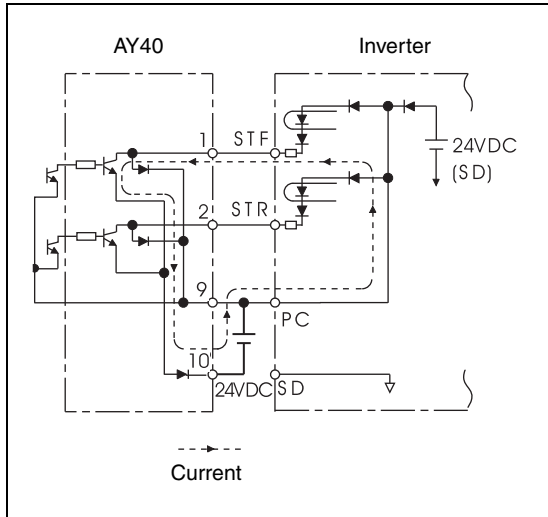 AY40
Inverter
1 STF
24VDC
(SD)
2 STR
9
PC
10
24VDC SD
Current